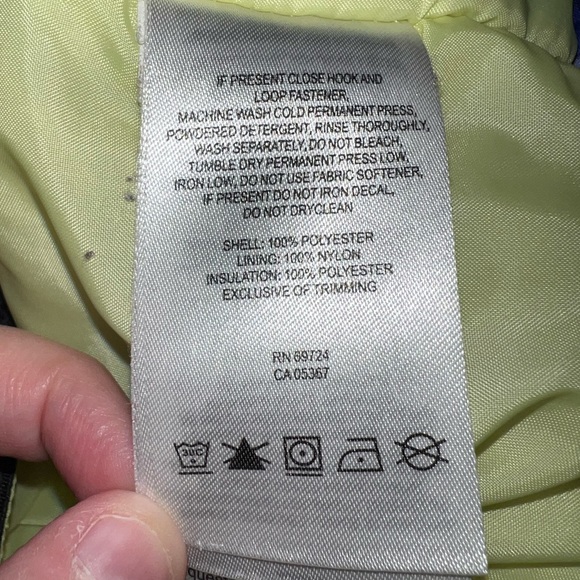 IF PRESENT CLOSE HOOK AND
LOOP FASTENER,
MACHINE WASH COLD PERMANENT PRESS,
POWDERED DETERGENT, RINSE THOROUGHLY,
WASH SEPARATELY, DO NOT BLEACH,
TUMBLE DRY PERMANENT PRESS LOW,
IRON LOW, DO NOT USE FABRIC SOFTENER,
IF PRESENT DO NOT IRON DECAL,
DO NOT DRYCLEAN
SHELL: 100% POLYESTER
LINING: 100% NYLON
INSULATION: 100% POLYESTER
EXCLUSIVE OF TRIMMING
RN 69724
CA 05367
30C